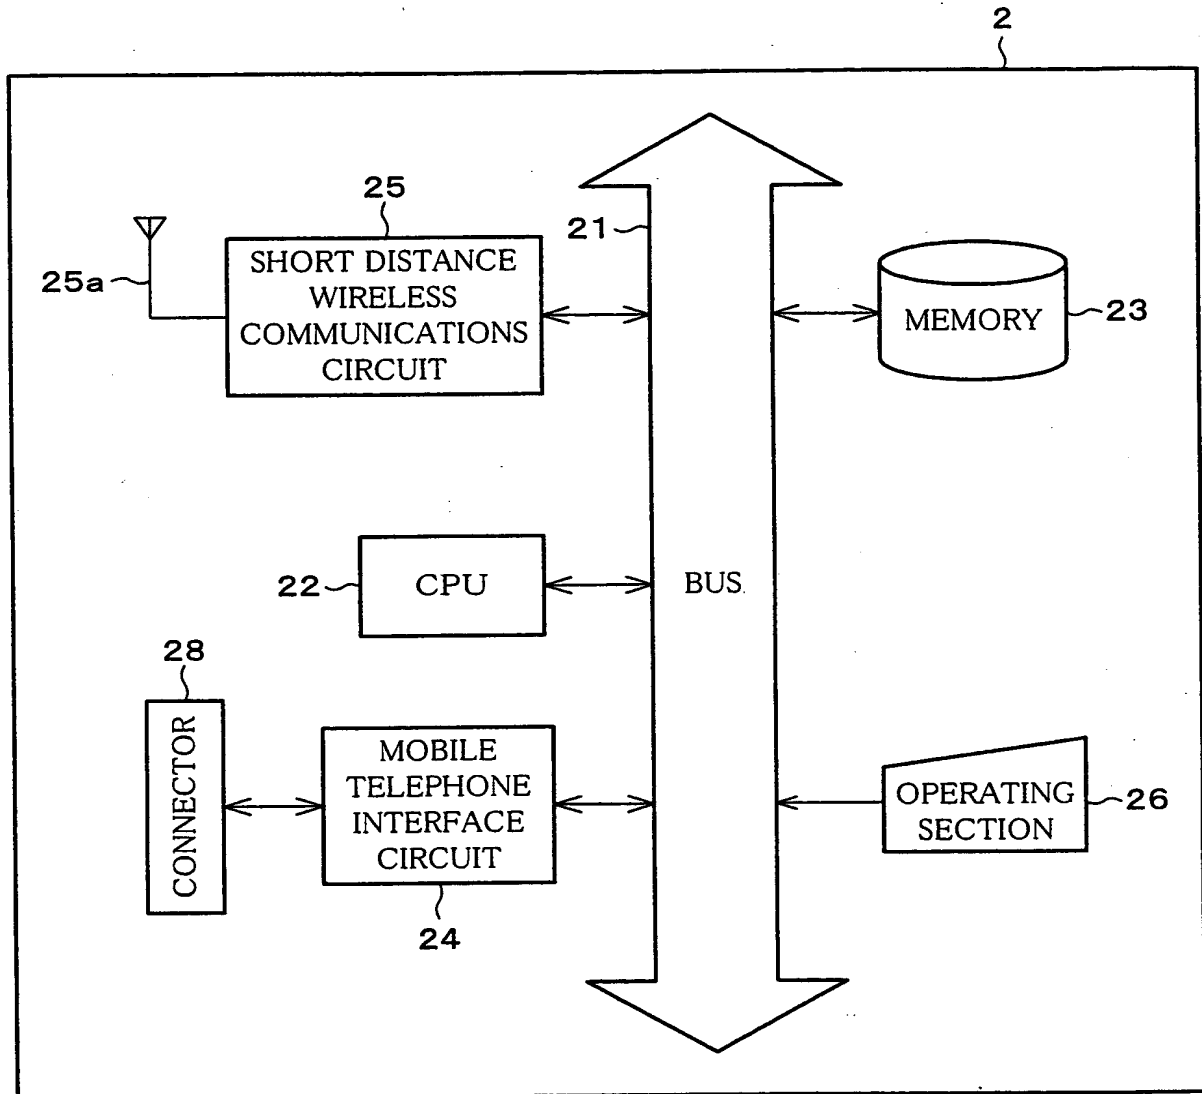 2
25
SHORT DISTANCE
WIRELESS
COMMUNICATIONS
CIRCUIT
25a
21
MEMORY
23
22
CPU
BUS
28
CONNECTOR
MOBILE
TELEPHONE
INTERFACE
CIRCUIT
24
OPERATING
SECTION
26